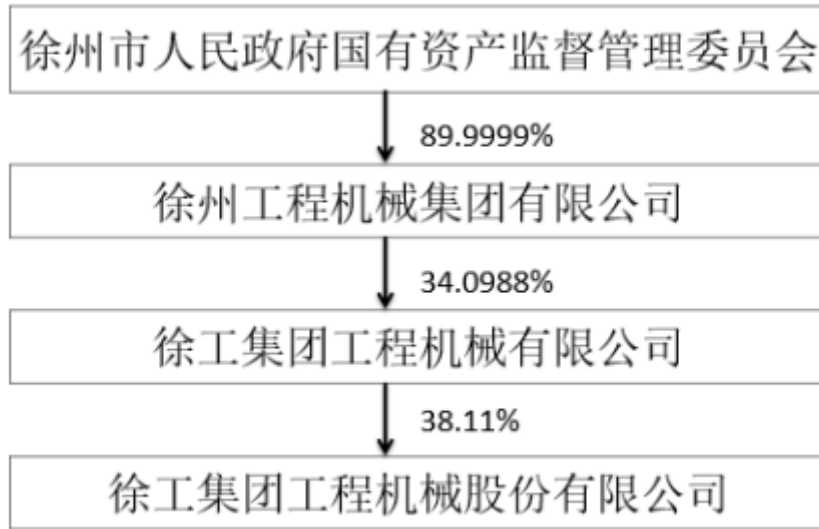 徐州市人民政府国有资产监督管理委员会
89.9999%
徐州工程机械集团有限公司
34.0988%
徐工集团工程机械有限公司
38.11%
徐工集团工程机械股份有限公司